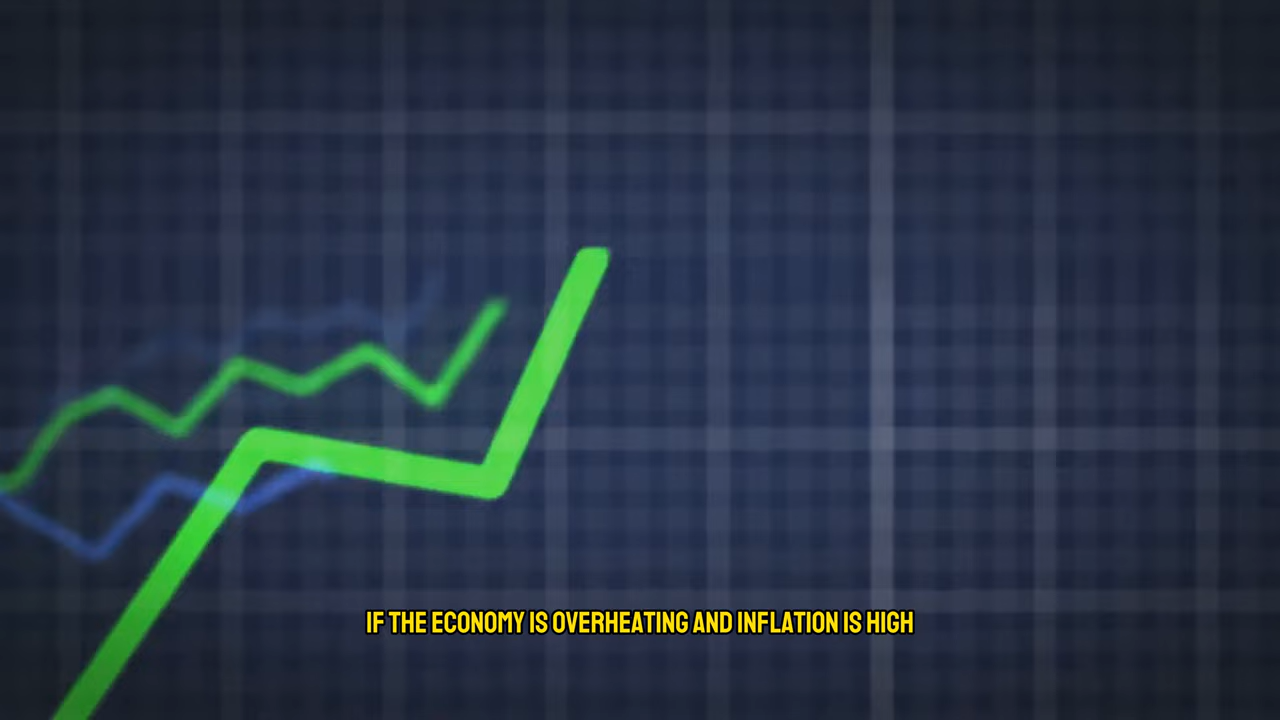 IF THE ECONOMY IS OVERHEATING AND INFLATION IS HIGH